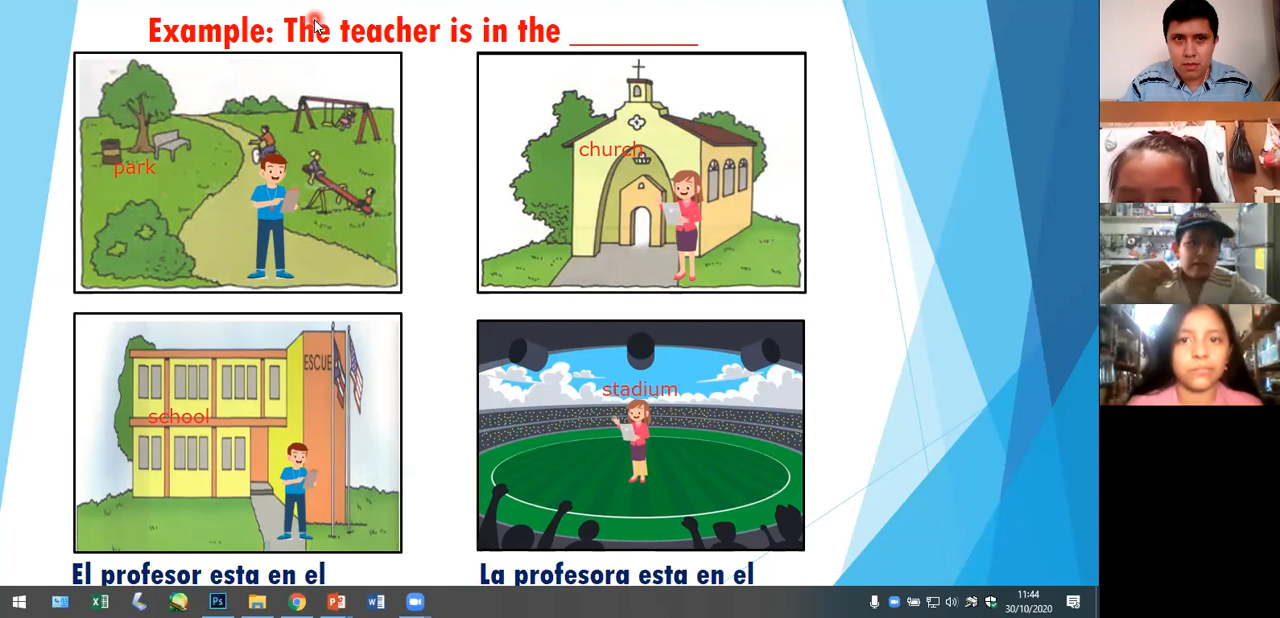 Example: The teacher is in the ________
park
church
ESCUE
school
stadium
El profesor esta en el
La profesora esta en el
11:44
30/10/2020